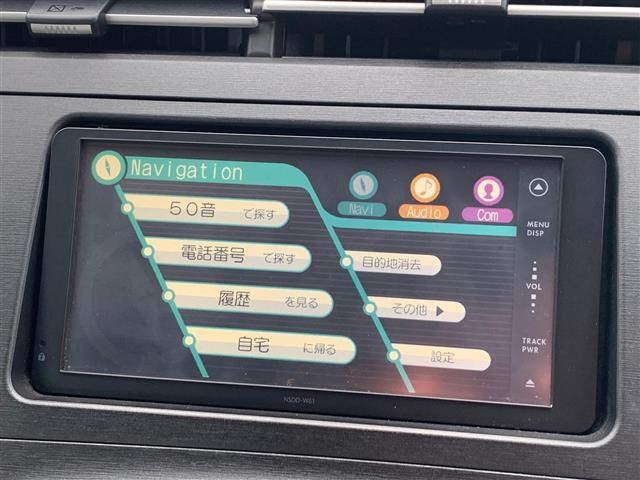 Navigation
Navi Audio Com
50音 で探す
電話番号 で探す
履歴 を見る
自宅 に帰る
目的地消去
その他 ▶
設定
MENU
DISP
VOL
TRACK
PWR
NSDD-W61